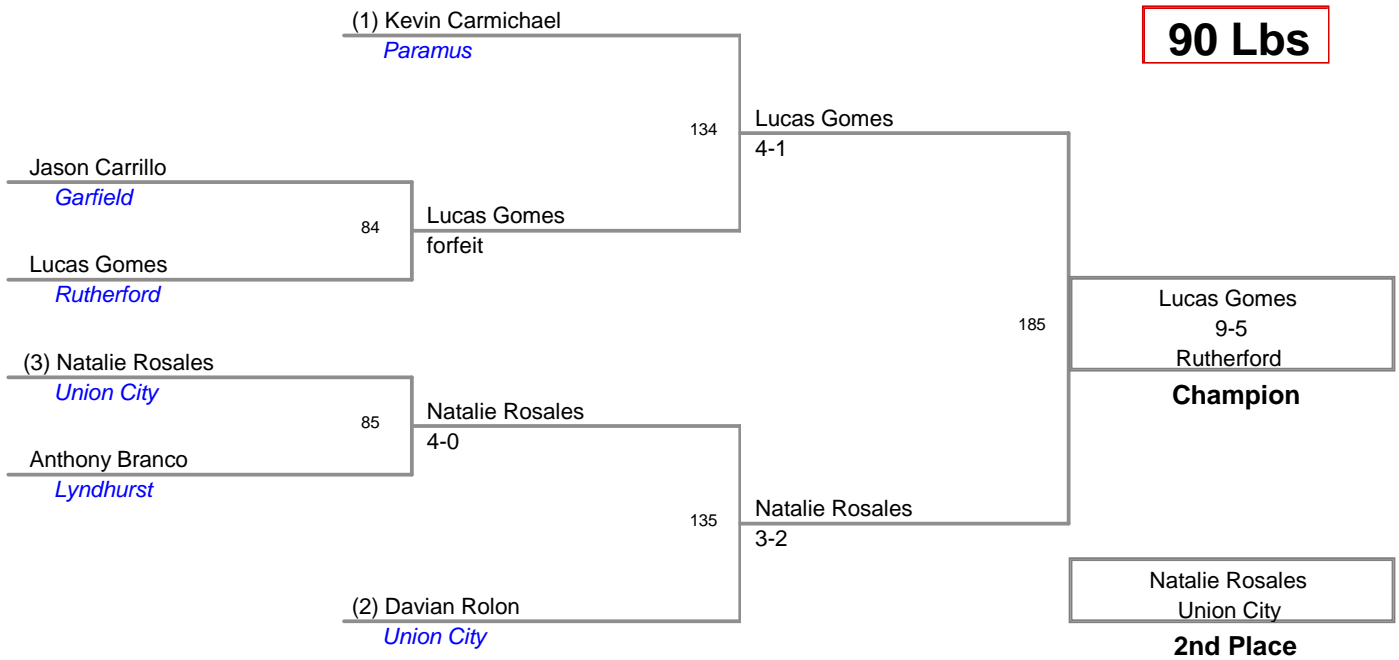 (1) Kevin Carmichael
Paramus
90 Lbs
134
Lucas Gomes
4-1
Jason Carrillo
Garfield
84
Lucas Gomes
forfeit
Lucas Gomes
Rutherford
185
Lucas Gomes
9-5
Rutherford
Champion
(3) Natalie Rosales
Union City
85
Natalie Rosales
4-0
Anthony Branco
Lyndhurst
135
Natalie Rosales
3-2
(2) Davian Rolon
Union City
Natalie Rosales
Union City
2nd Place